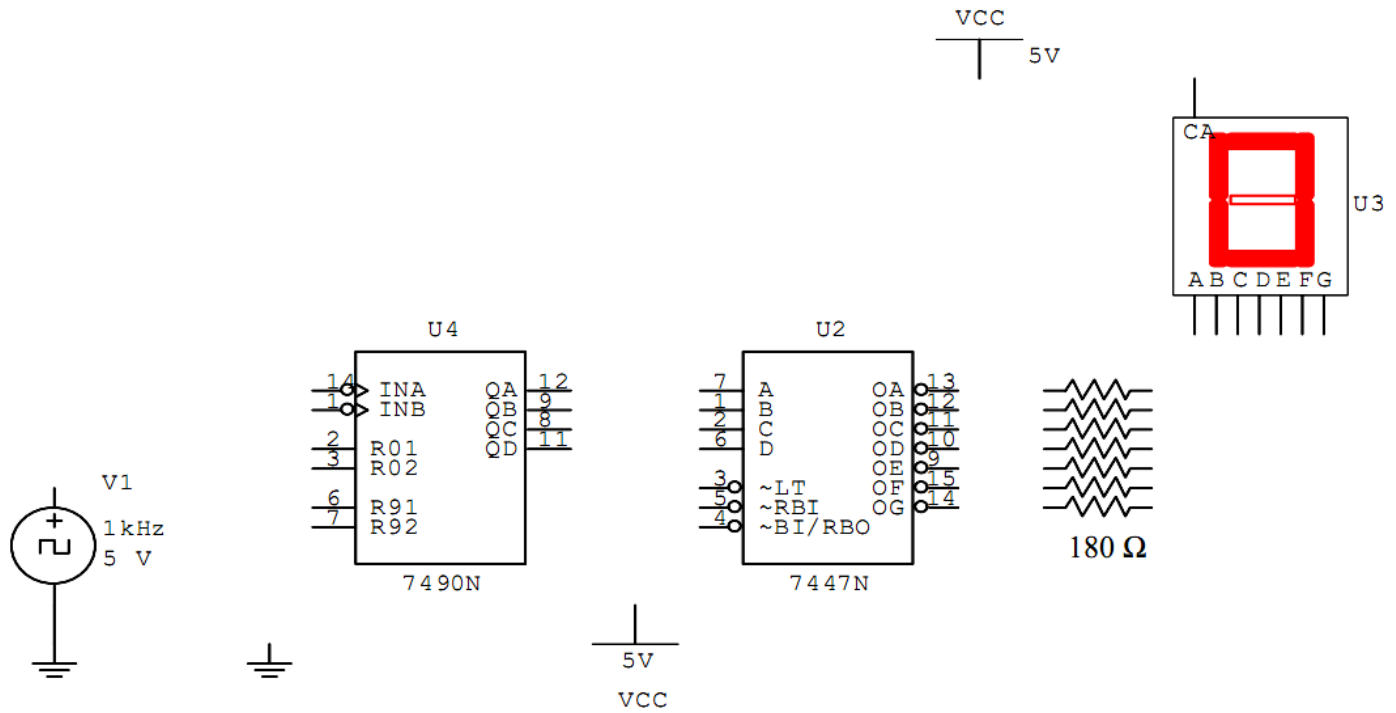 VCC
5V
CA
U3
A B C D E F G
U4
14 INA QA 12
1 INB QB 9
QC 8
2 R01 QD 11
3 R02
6 R91
7 R92
7490N
U2
7 A OA 13
1 B OB 12
2 C OC 11
6 D OD 10
OE 9
3 ~LT OF 15
5 ~RBI OG 14
4 ~BI/RBO
7447N
180 Ω
V1
1kHz
5 V
5V
VCC